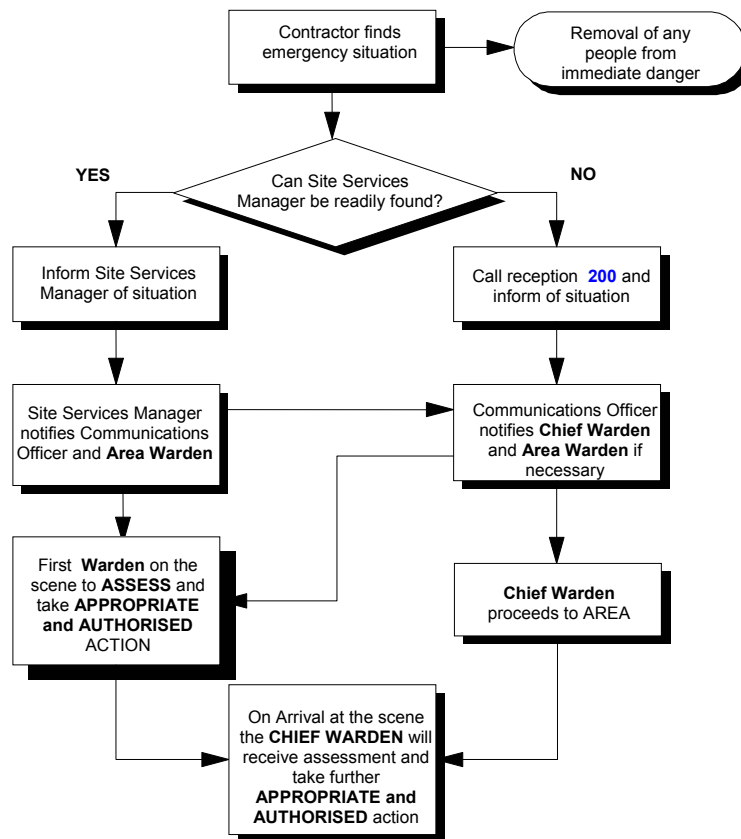 Contractor finds
emergency situation
Removal of any
people from
immediate danger
YES
Can Site Services
Manager be readily found?
NO
Inform Site Services
Manager of situation
Call reception 200 and
inform of situation
Site Services Manager
notifies Communications
Officer and Area Warden
Communications Officer
notifies Chief Warden
and Area Warden if
necessary
First Warden on the
scene to ASSESS and
take APPROPRIATE
and AUTHORISED
ACTION
Chief Warden
proceeds to AREA
On Arrival at the scene
the CHIEF WARDEN will
receive assessment and
take further
APPROPRIATE and
AUTHORISED action